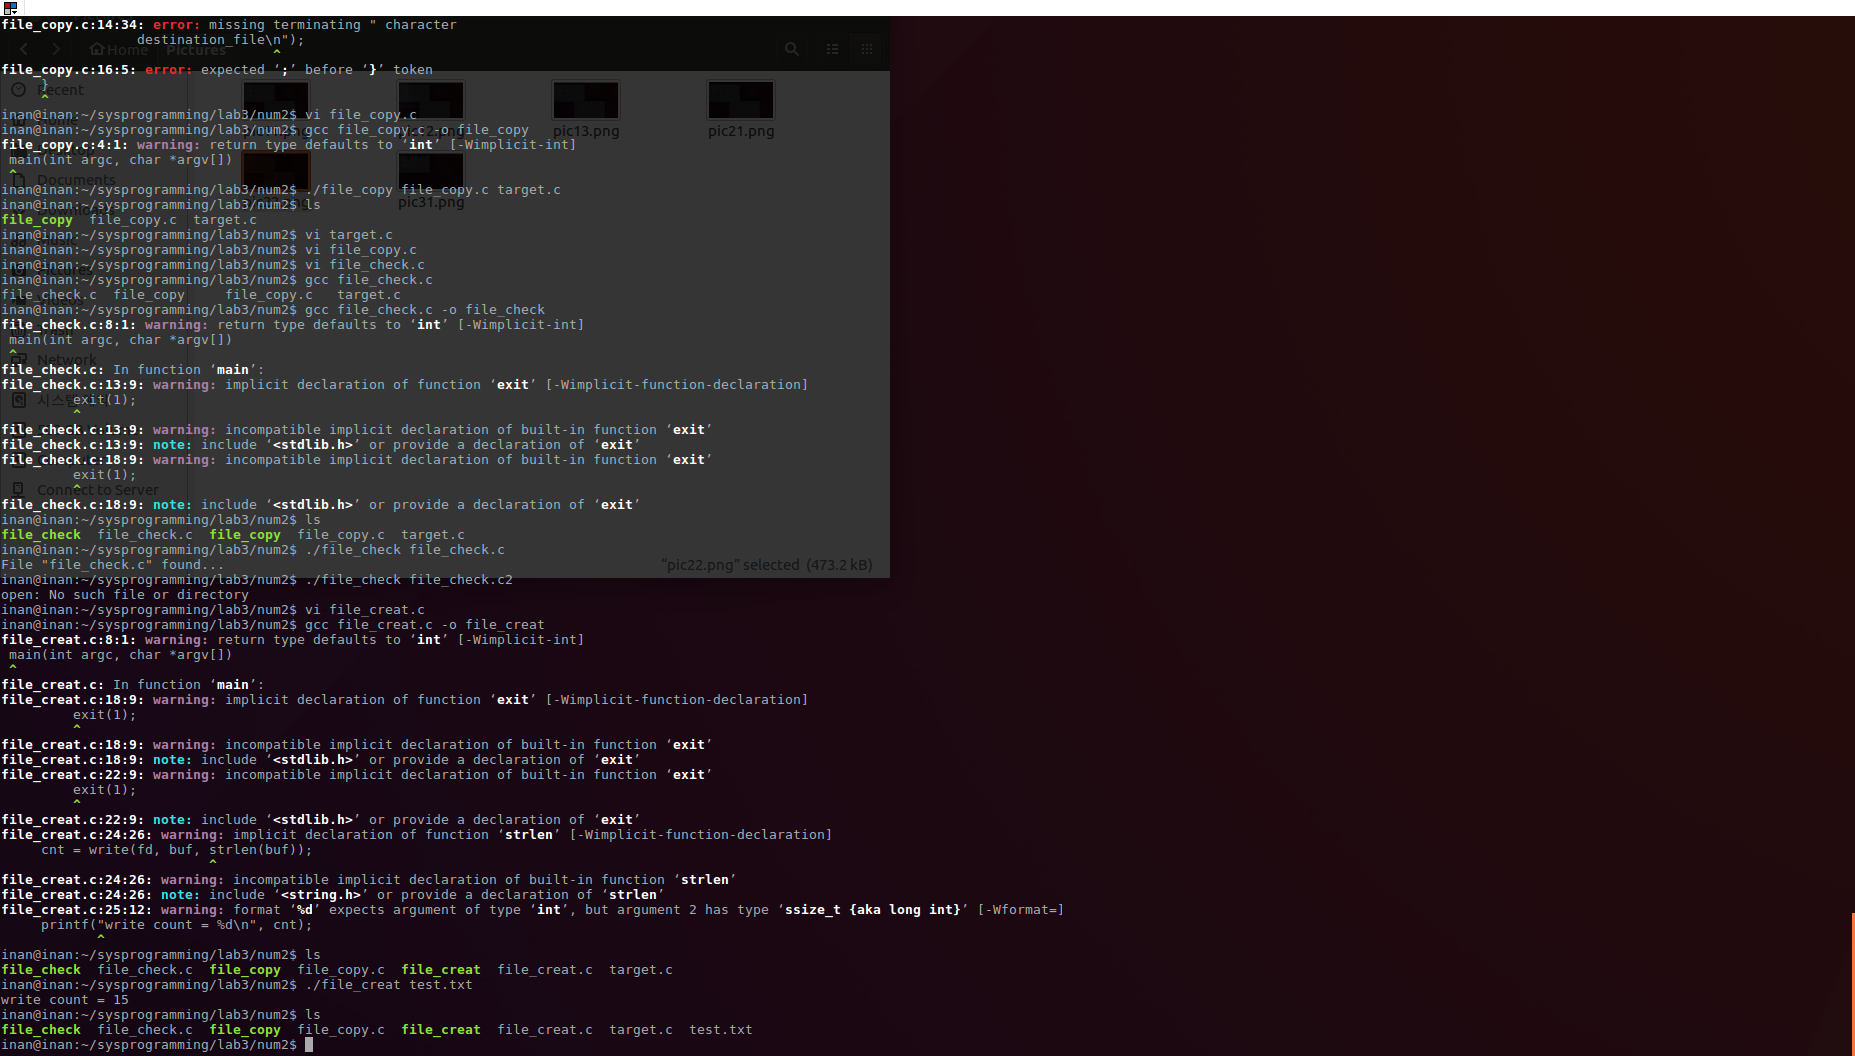 file_copy.c:14:34: error: missing terminating " character
                 destination_file\n");
                                  ^
Home Pictures
file_copy.c:16:5: error: expected ‘;’ before ‘}’ token
     }
     ^
Recent
inan@inan:~/sysprogramming/lab3/num2$ vi file_copy.c
Home
inan@inan:~/sysprogramming/lab3/num2$ gcc file_copy.c -o file_copy
pic13.png pic21.png
file_copy.c:4:1: warning: return type defaults to ‘int’ [-Wimplicit-int]
 main(int argc, char *argv[])
 ^
Documents
inan@inan:~/sysprogramming/lab3/num2$ ./file_copy file_copy.c target.c
pic31.png
inan@inan:~/sysprogramming/lab3/num2$ ls
file_copy  file_copy.c  target.c
inan@inan:~/sysprogramming/lab3/num2$ vi target.c
inan@inan:~/sysprogramming/lab3/num2$ vi file_copy.c
inan@inan:~/sysprogramming/lab3/num2$ vi file_check.c
inan@inan:~/sysprogramming/lab3/num2$ gcc file_check.c
file_check.c  file_copy     file_copy.c   target.c
inan@inan:~/sysprogramming/lab3/num2$ gcc file_check.c -o file_check
file_check.c:8:1: warning: return type defaults to ‘int’ [-Wimplicit-int]
 main(int argc, char *argv[])
 ^
Network
file_check.c: In function ‘main’:
file_check.c:13:9: warning: implicit declaration of function ‘exit’ [-Wimplicit-function-declaration]
         exit(1);
         ^
file_check.c:13:9: warning: incompatible implicit declaration of built-in function ‘exit’
file_check.c:13:9: note: include ‘<stdlib.h>’ or provide a declaration of ‘exit’
file_check.c:18:9: warning: incompatible implicit declaration of built-in function ‘exit’
         exit(1);
         ^
Connect to Server
file_check.c:18:9: note: include ‘<stdlib.h>’ or provide a declaration of ‘exit’
inan@inan:~/sysprogramming/lab3/num2$ ls
file_check  file_check.c  file_copy  file_copy.c  target.c
inan@inan:~/sysprogramming/lab3/num2$ ./file_check file_check.c
File "file_check.c" found...
“pic22.png” selected (473.2 kB)
inan@inan:~/sysprogramming/lab3/num2$ ./file_check file_check.c2
open: No such file or directory
inan@inan:~/sysprogramming/lab3/num2$ vi file_creat.c
inan@inan:~/sysprogramming/lab3/num2$ gcc file_creat.c -o file_creat
file_creat.c:8:1: warning: return type defaults to ‘int’ [-Wimplicit-int]
 main(int argc, char *argv[])
 ^
file_creat.c: In function ‘main’:
file_creat.c:18:9: warning: implicit declaration of function ‘exit’ [-Wimplicit-function-declaration]
         exit(1);
         ^
file_creat.c:18:9: warning: incompatible implicit declaration of built-in function ‘exit’
file_creat.c:18:9: note: include ‘<stdlib.h>’ or provide a declaration of ‘exit’
file_creat.c:22:9: warning: incompatible implicit declaration of built-in function ‘exit’
         exit(1);
         ^
file_creat.c:22:9: note: include ‘<stdlib.h>’ or provide a declaration of ‘exit’
file_creat.c:24:26: warning: implicit declaration of function ‘strlen’ [-Wimplicit-function-declaration]
     cnt = write(fd, buf, strlen(buf));
                          ^
file_creat.c:24:26: warning: incompatible implicit declaration of built-in function ‘strlen’
file_creat.c:24:26: note: include ‘<string.h>’ or provide a declaration of ‘strlen’
file_creat.c:25:12: warning: format ‘%d’ expects argument of type ‘int’, but argument 2 has type ‘ssize_t {aka long int}’ [-Wformat=]
     printf("write count = %d\n", cnt);
            ^
inan@inan:~/sysprogramming/lab3/num2$ ls
file_check  file_check.c  file_copy  file_copy.c  file_creat  file_creat.c  target.c
inan@inan:~/sysprogramming/lab3/num2$ ./file_creat test.txt
write count = 15
inan@inan:~/sysprogramming/lab3/num2$ ls
file_check  file_check.c  file_copy  file_copy.c  file_creat  file_creat.c  target.c  test.txt
inan@inan:~/sysprogramming/lab3/num2$